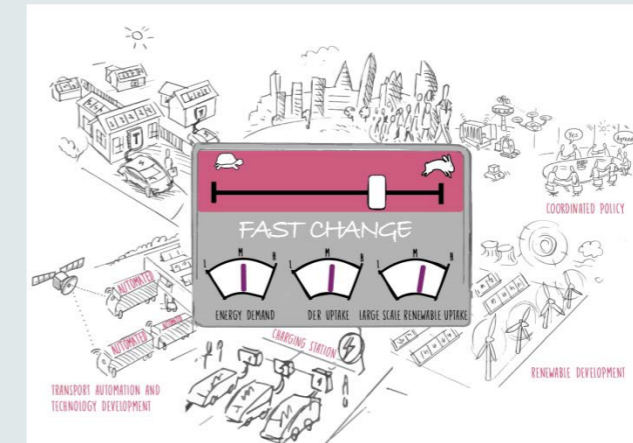 Yes
COORDINATED POLICY
FAST CHANGE
L M H
L M H
L M H
ENERGY DEMAND
DER UPTAKE
LARGE SCALE RENEWABLE UPTAKE
AUTOMATED
AUTOMATED
CHARGING STATION
TRANSPORT AUTOMATION AND
TECHNOLOGY DEVELOPMENT
RENEWABLE DEVELOPMENT